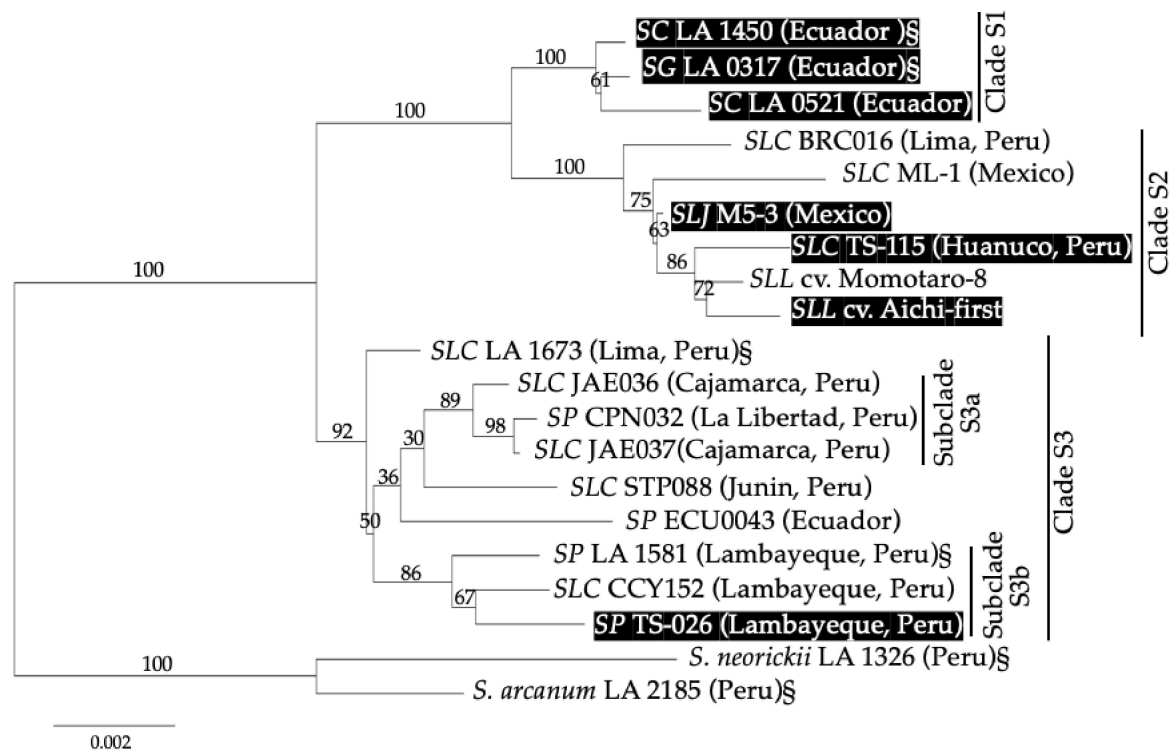 SC LA 1450 (Ecuador )§
100
SG LA 0317 (Ecuador)§
61
SC LA 0521 (Ecuador)
Clade S1
100
SLC BRC016 (Lima, Peru)
100
SLC ML-1 (Mexico)
75
SLJ M5-3 (Mexico)
63
SLC TS-115 (Huanuco, Peru)
86
100
SLL cv. Momotaro-8
72
SLL cv. Aichi-first
Clade S2
SLC LA 1673 (Lima, Peru)§
SLC JAE036 (Cajamarca, Peru)
89
SP CPN032 (La Libertad, Peru)
98
92
30
SLC JAE037(Cajamarca, Peru)
Subclade
S3a
36
SLC STP088 (Junin, Peru)
50
SP ECU0043 (Ecuador)
SP LA 1581 (Lambayeque, Peru)§
86
SLC CCY152 (Lambayeque, Peru)
67
SP TS-026 (Lambayeque, Peru)
Subclade
S3b
Clade S3
100
S. neorickii LA 1326 (Peru)§
S. arcanum LA 2185 (Peru)§
0.002